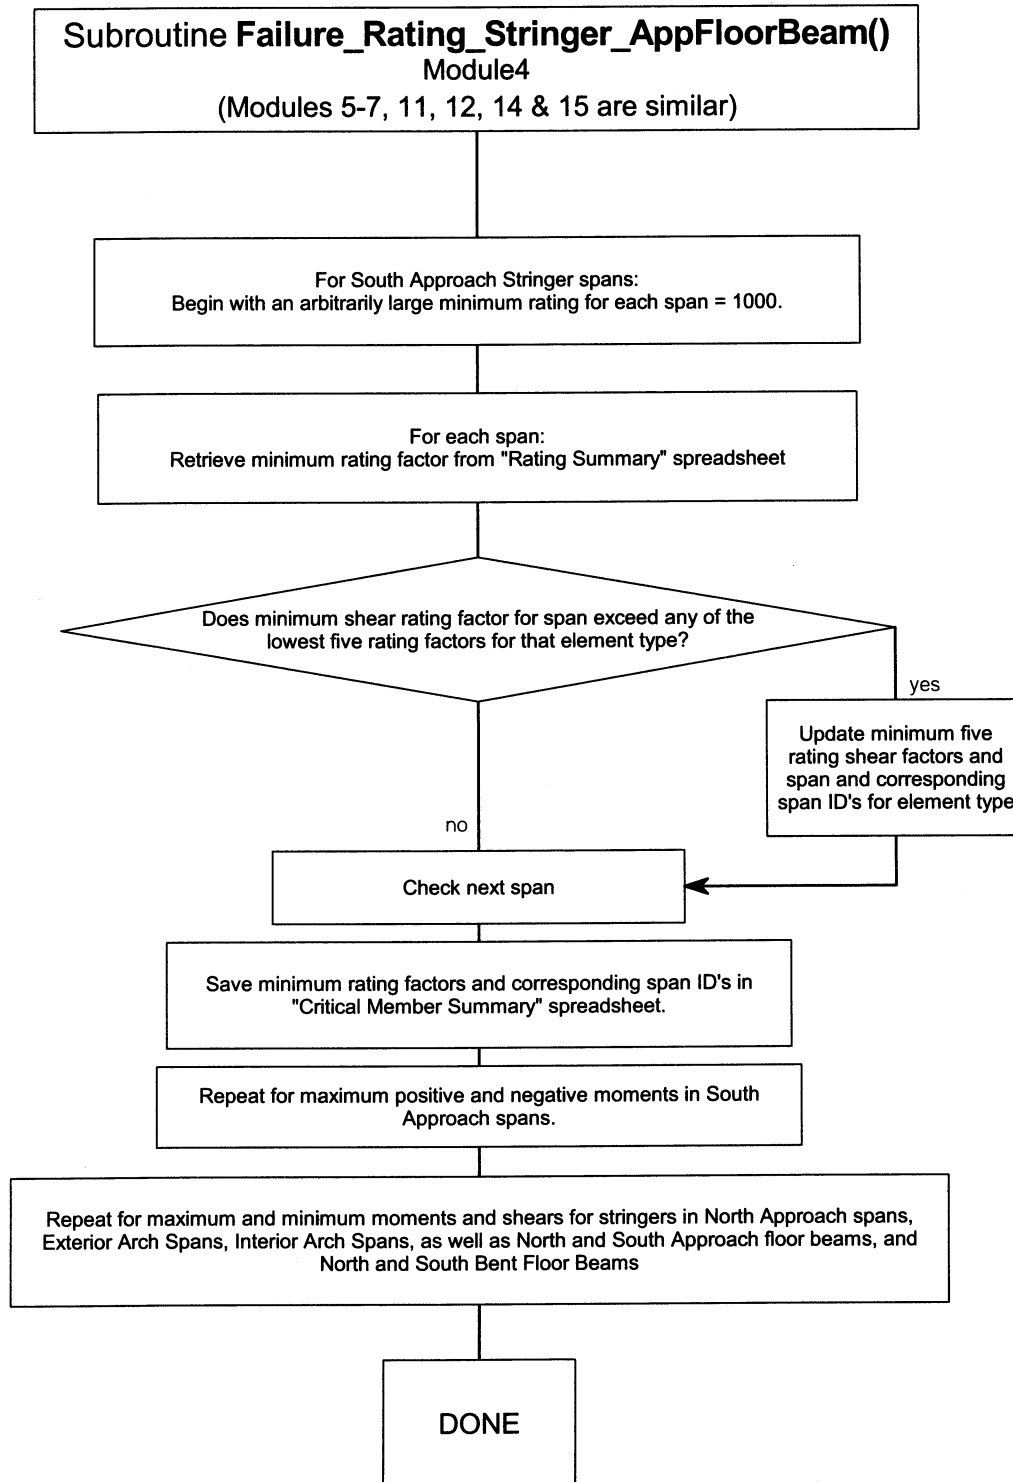 Subroutine Failure_Rating_Stringer_AppFloorBeam()
Module4
(Modules 5-7, 11, 12, 14 & 15 are similar)
For South Approach Stringer spans:
Begin with an arbitrarily large minimum rating for each span = 1000.
For each span:
Retrieve minimum rating factor from "Rating Summary" spreadsheet
Does minimum shear rating factor for span exceed any of the
lowest five rating factors for that element type?
yes
Update minimum five
rating shear factors and
span and corresponding
span ID's for element type
no
Check next span
Save minimum rating factors and corresponding span ID's in
"Critical Member Summary" spreadsheet.
Repeat for maximum positive and negative moments in South
Approach spans.
Repeat for maximum and minimum moments and shears for stringers in North Approach spans,
Exterior Arch Spans, Interior Arch Spans, as well as North and South Approach floor beams, and
North and South Bent Floor Beams
DONE